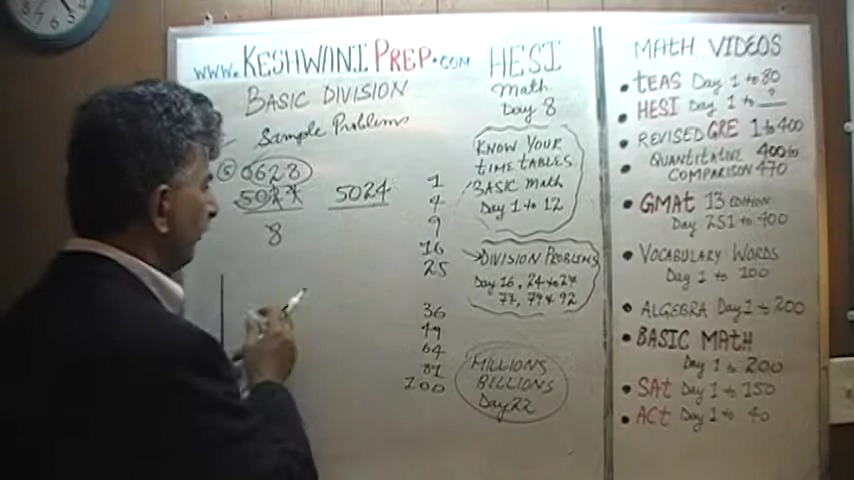 www.KESHWANIPREP.com
BASIC DIVISION
Sample Problems
5
0628
5024
8
5024
1
4
9
16
25
36
49
64
81
100
HESI
Math
Day 8
KNOW YOUR
TIME TABLES
BASIC Math
Day 1 to 12
DIVISION PROBLEMS
Day 16, 24 to 27
77, 79 & 92
MILLIONS
BILLIONS
Day 22
MATH VIDEOS
• TEAS Day 1 to 80
• HESI Day 1 to ?
• REVISED GRE 1 to 400
• QUANTITATIVE 400 to
COMPARISON 470
• GMAT 13 EDITION
Day 251 to 400
• VOCABULARY WORDS
Day 1 to 100
• ALGEBRA Day 1 to 200
• BASIC MATH
Day 1 to 200
• SAT Day 1 to 150
• ACT Day 1 to 40